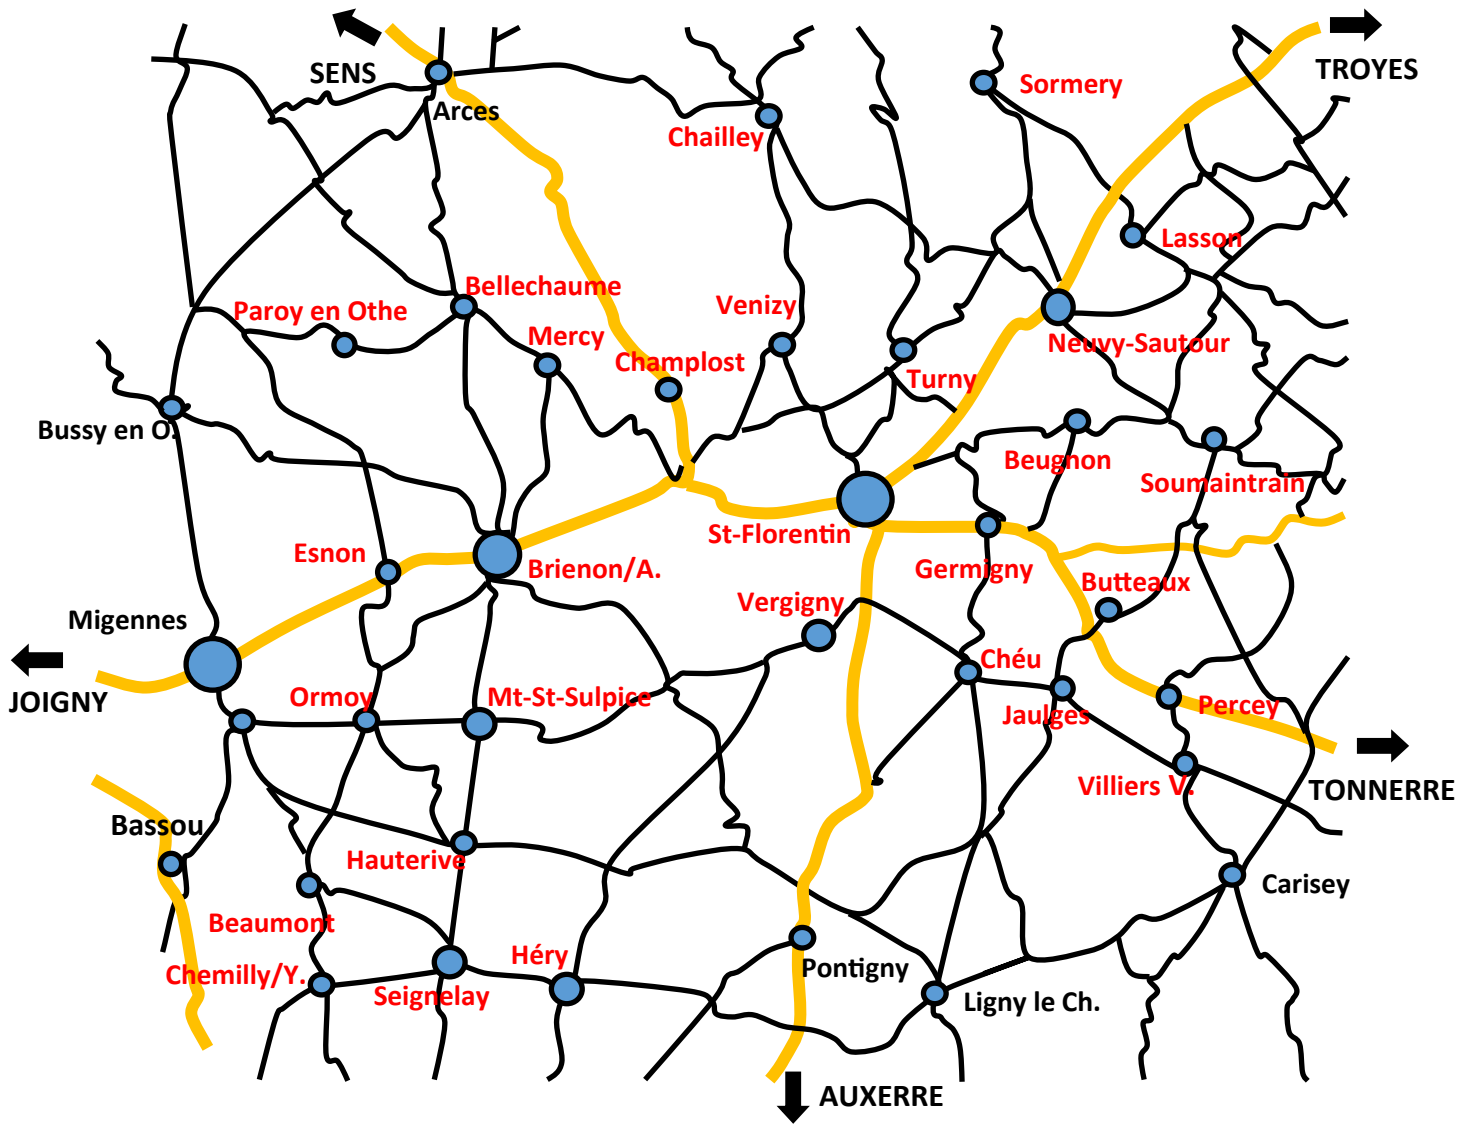 SENS
TROYES
Sormery
Arces
Chailley
Lasson
Bellechaume
Paroy en Othe
Venizy
Mercy
Neuvy-Sautour
Champlost
Turny
Bussy en O.
Beugnon
Soumaintrain
St-Florentin
Esnon
Brienon/A.
Germigny
Butteaux
Vergigny
Migennes
Chéu
JOIGNY
Ormoy
Mt-St-Sulpice
Jaulges
Percey
Villiers V.
TONNERRE
Bassou
Hauterive
Carisey
Beaumont
Héry
Pontigny
Chemilly/Y.
Seignelay
Ligny le Ch.
AUXERRE